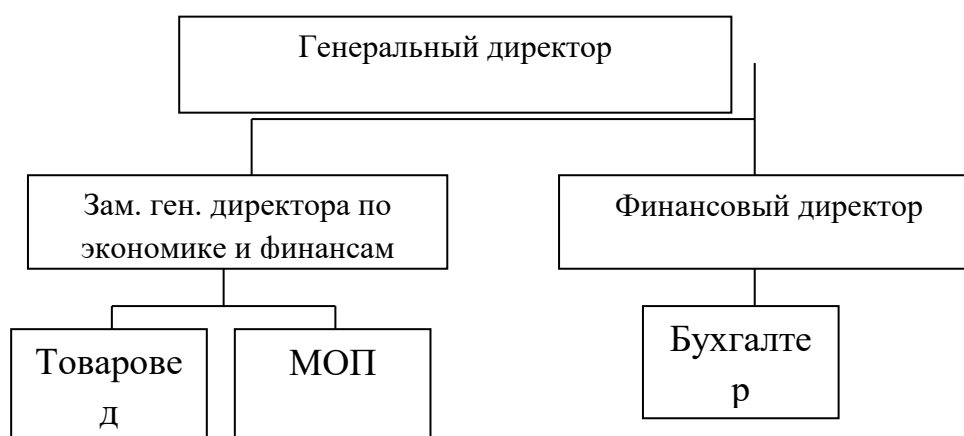 Генеральный директор
Зам. ген. директора по
экономике и финансам
Финансовый директор
Товарове
д
МОП
Бухгалте
р